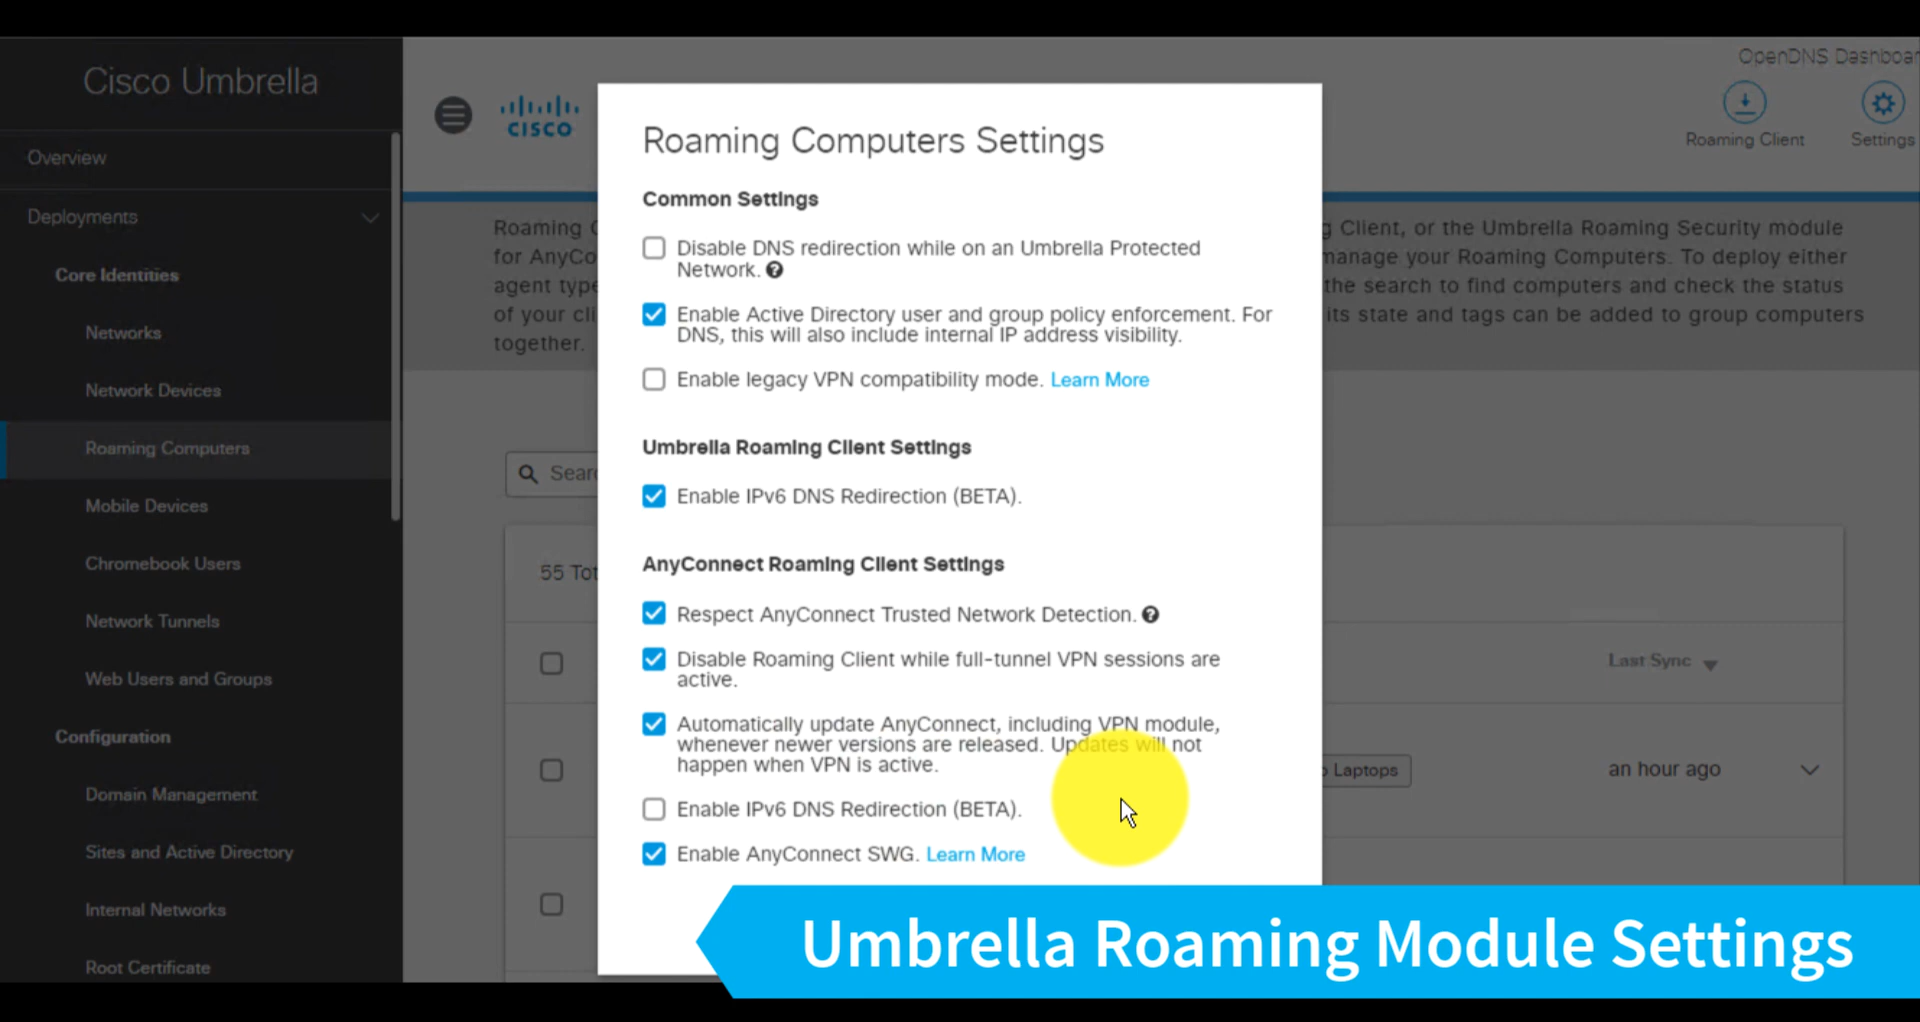 Cisco Umbrella
Overview
Deployments
Core Identities
Networks
Network Devices
Roaming Computers
Mobile Devices
Chromebook Users
Network Tunnels
Web Users and Groups
Configuration
Domain Management
Sites and Active Directory
Internal Networks
Root Certificate
CISCO
OpenDNS
Roaming Client
Settings
Roaming
for
agent
of your
together.
Client, or the Umbrella Roaming Security module
manage your Roaming Computers. To deploy either
the search to find computers and check the status
its state and tags can be added to group computers
55
Last Sync
Laptops
an hour ago
Roaming Computers Settings
Common Settings
Disable DNS redirection while on an Umbrella Protected
Network.
Enable Active Directory user and group policy enforcement. For
DNS, this will also include internal IP address visibility.
Enable legacy VPN compatibility mode. Learn More
Umbrella Roaming Client Settings
Enable IPv6 DNS Redirection (BETA).
AnyConnect Roaming Client Settings
Respect AnyConnect Trusted Network Detection.
Disable Roaming Client while full-tunnel VPN sessions are
active.
Automatically update AnyConnect, including VPN module,
whenever newer versions are released. Updates will not
happen when VPN is active.
Enable IPv6 DNS Redirection (BETA).
Enable AnyConnect SWG. Learn More
Umbrella Roaming Module Settings